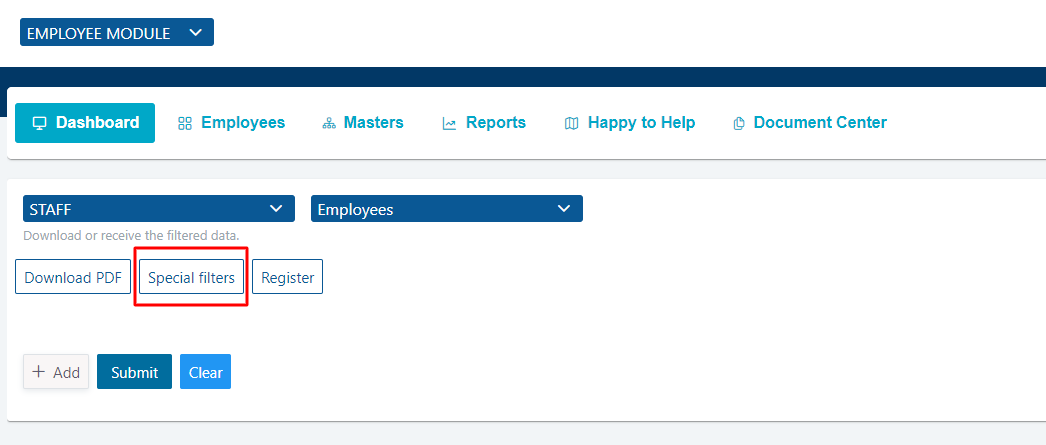 EMPLOYEE MODULE
Dashboard Employees Masters Reports Happy to Help Document Center
STAFF Employees
Download or receive the filtered data.
Download PDF Special filters Register
+ Add Submit Clear